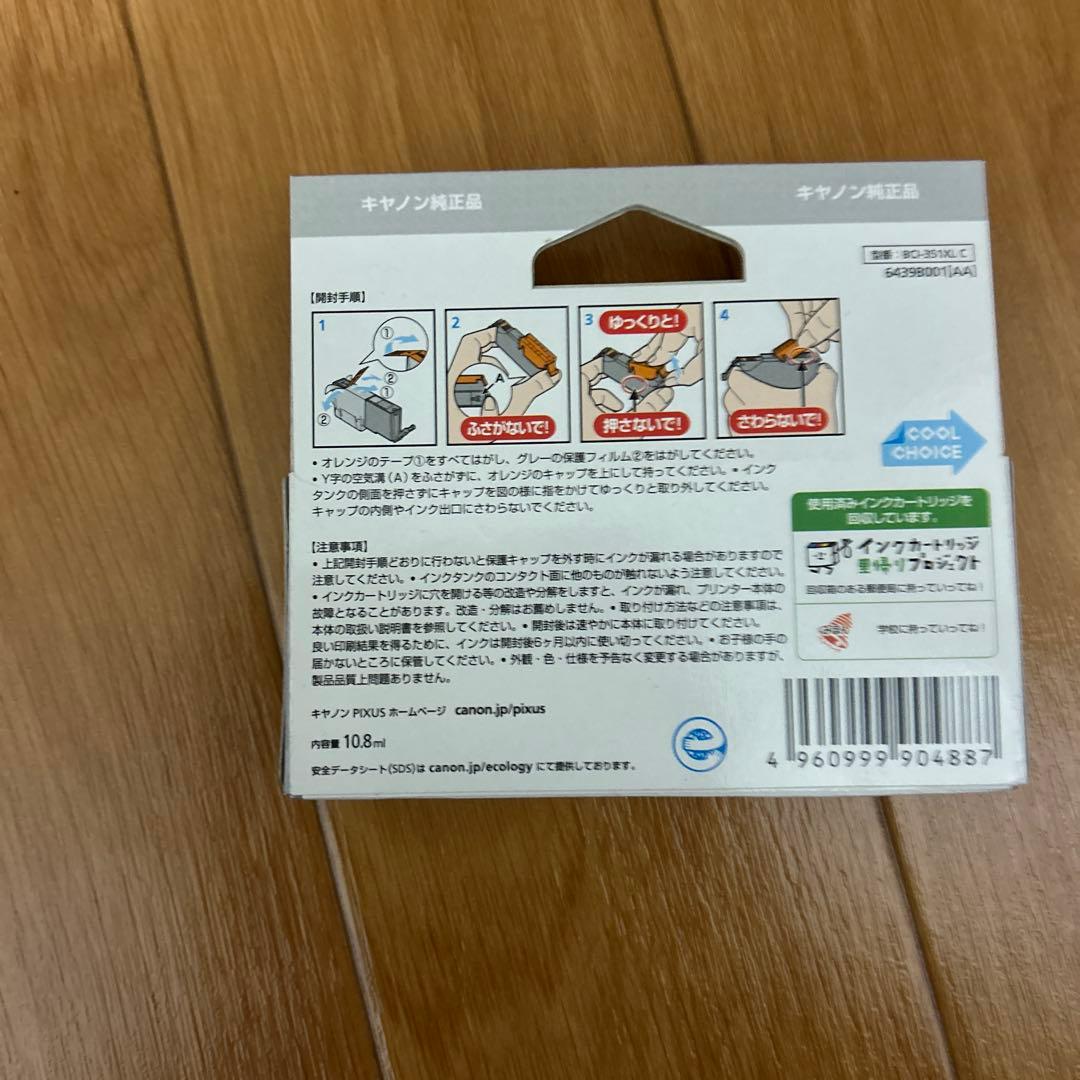 キヤノン純正品
キヤノン純正品
型番：BCI-351XL C
6439B001[AA]
【開封手順】
1
①
②
①
②
2
A
ふさがないで!
3
ゆっくりと!
押さないで!
4
さわらないで!
• オレンジのテープ①をすべてはがし、グレーの保護フィルム②をはがしてください。
• Y字の空気溝(A)をふさがずに、オレンジのキャップを上にして持ってください。• インク
タンクの側面を押さずにキャップを図の様に指をかけてゆっくりと取り外してください。
キャップの内側やインク出口にさわらないでください。
COOL
CHOICE
使用済みインクカートリッジを
回収しています。
インクカートリッジ
里帰りプロジェクト
回収箱のある郵便局に持っていってね!
学校に持っていってね!
【注意事項】
• 上記開封手順どおりに行わないと保護キャップを外す時にインクが漏れる場合がありますので
注意してください。• インクタンクのコンタクト面に他のものが触れないよう注意してください。
• インクカートリッジに穴を開ける等の改造や分解をしますと、インクが漏れ、プリンター本体の
故障となることがあります。改造・分解はお薦めしません。• 取り付け方法などの注意事項は、
本体の取扱い説明書を参照してください。• 開封後は速やかに本体に取り付けてください。
良い印刷結果を得るために、インクは開封後6ヶ月以内に使い切ってください。• お子様の手の
届かないところに保管してください。• 外観・色・仕様を予告なく変更する場合がありますが、
製品品質上問題ありません。
キヤノン PIXUS ホームページ canon.jp/pixus
内容量 10.8ml
安全データシート(SDS)は canon.jp/ecology にて提供しております。
4 960999 904887